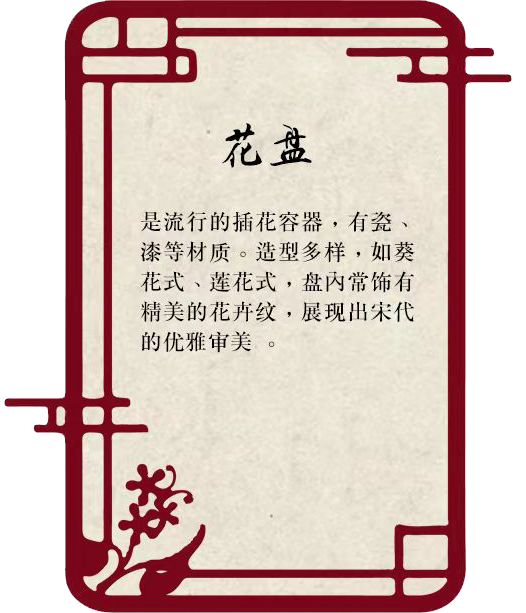 花盘
是流行的插花容器，有瓷、
漆等材质。造型多样，如葵
花式、莲花式，盘内常饰有
精美的花卉纹，展现出宋代
的优雅审美 。